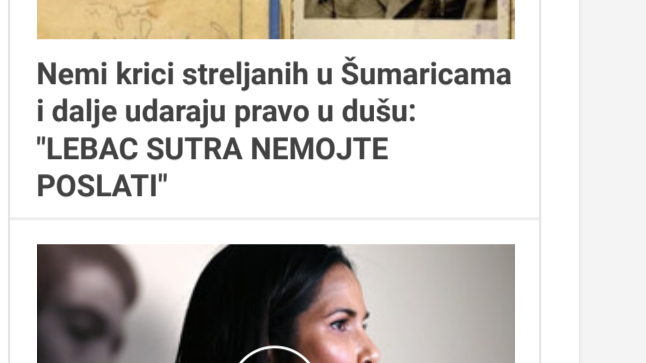 Nemi krici streljanih u Šumaricama
i dalje udaraju pravo u dušu:
"LEBAC SUTRA NEMOJTE
POSLATI"